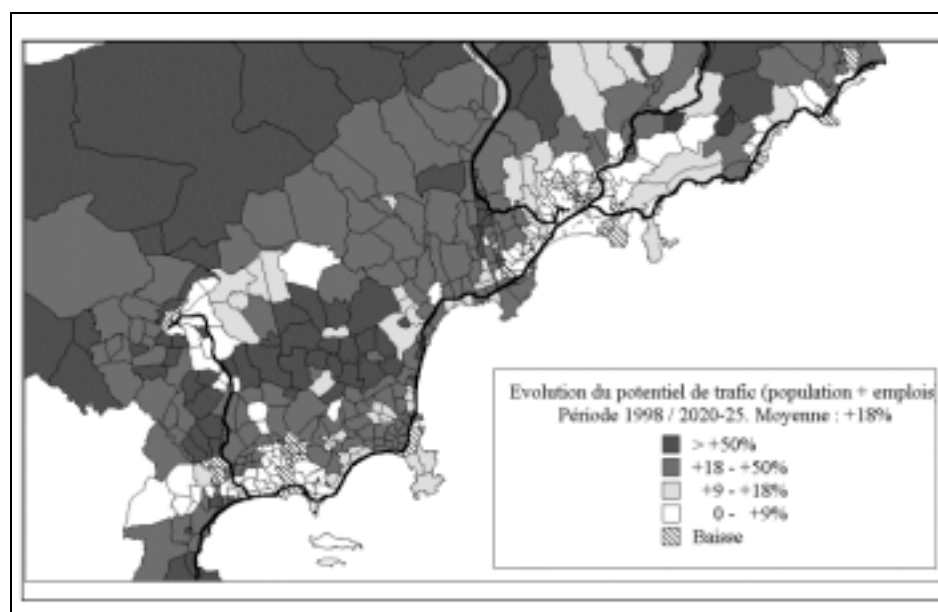 Evolution du potentiel de trafic (population + emplois
Période 1998 / 2020-25. Moyenne : +18%
> +50%
+18 - +50%
+9 - +18%
0 - +9%
Baisse